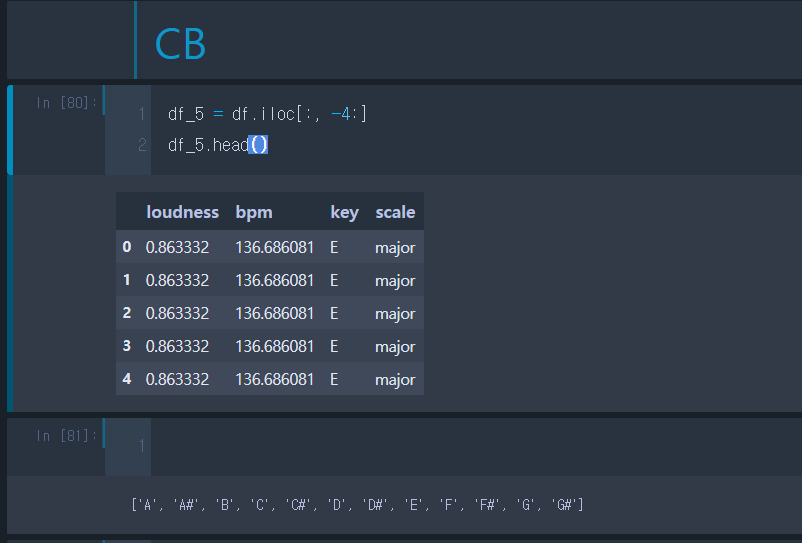 CB
In [80]:
1 df_5 = df.iloc[:, -4:]
2 df_5.head()
loudness bpm key scale
0 0.863332 136.686081 E major
1 0.863332 136.686081 E major
2 0.863332 136.686081 E major
3 0.863332 136.686081 E major
4 0.863332 136.686081 E major
In [81]:
1
['A', 'A#', 'B', 'C', 'C#', 'D', 'D#', 'E', 'F', 'F#', 'G', 'G#']